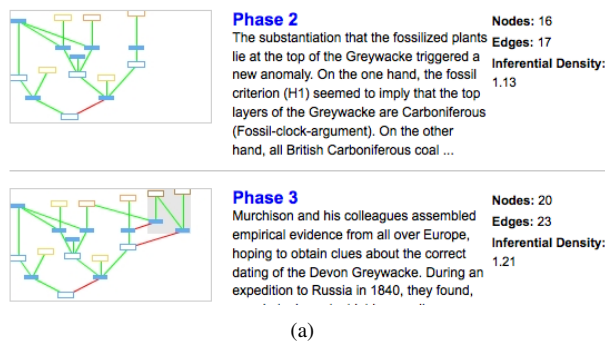 Phase 2
The substantiation that the fossilized plants
lie at the top of the Greywacke triggered a
new anomaly. On the one hand, the fossil
criterion (H1) seemed to imply that the top
layers of the Greywacke are Carboniferous
(Fossil-clock-argument). On the other
hand, all British Carboniferous coal ...
Nodes: 16
Edges: 17
Inferential Density:
1.13
Phase 3
Murchison and his colleagues assembled
empirical evidence from all over Europe,
hoping to obtain clues about the correct
dating of the Devon Greywacke. During an
expedition to Russia in 1840, they found,
Nodes: 20
Edges: 23
Inferential Density:
1.21
(a)